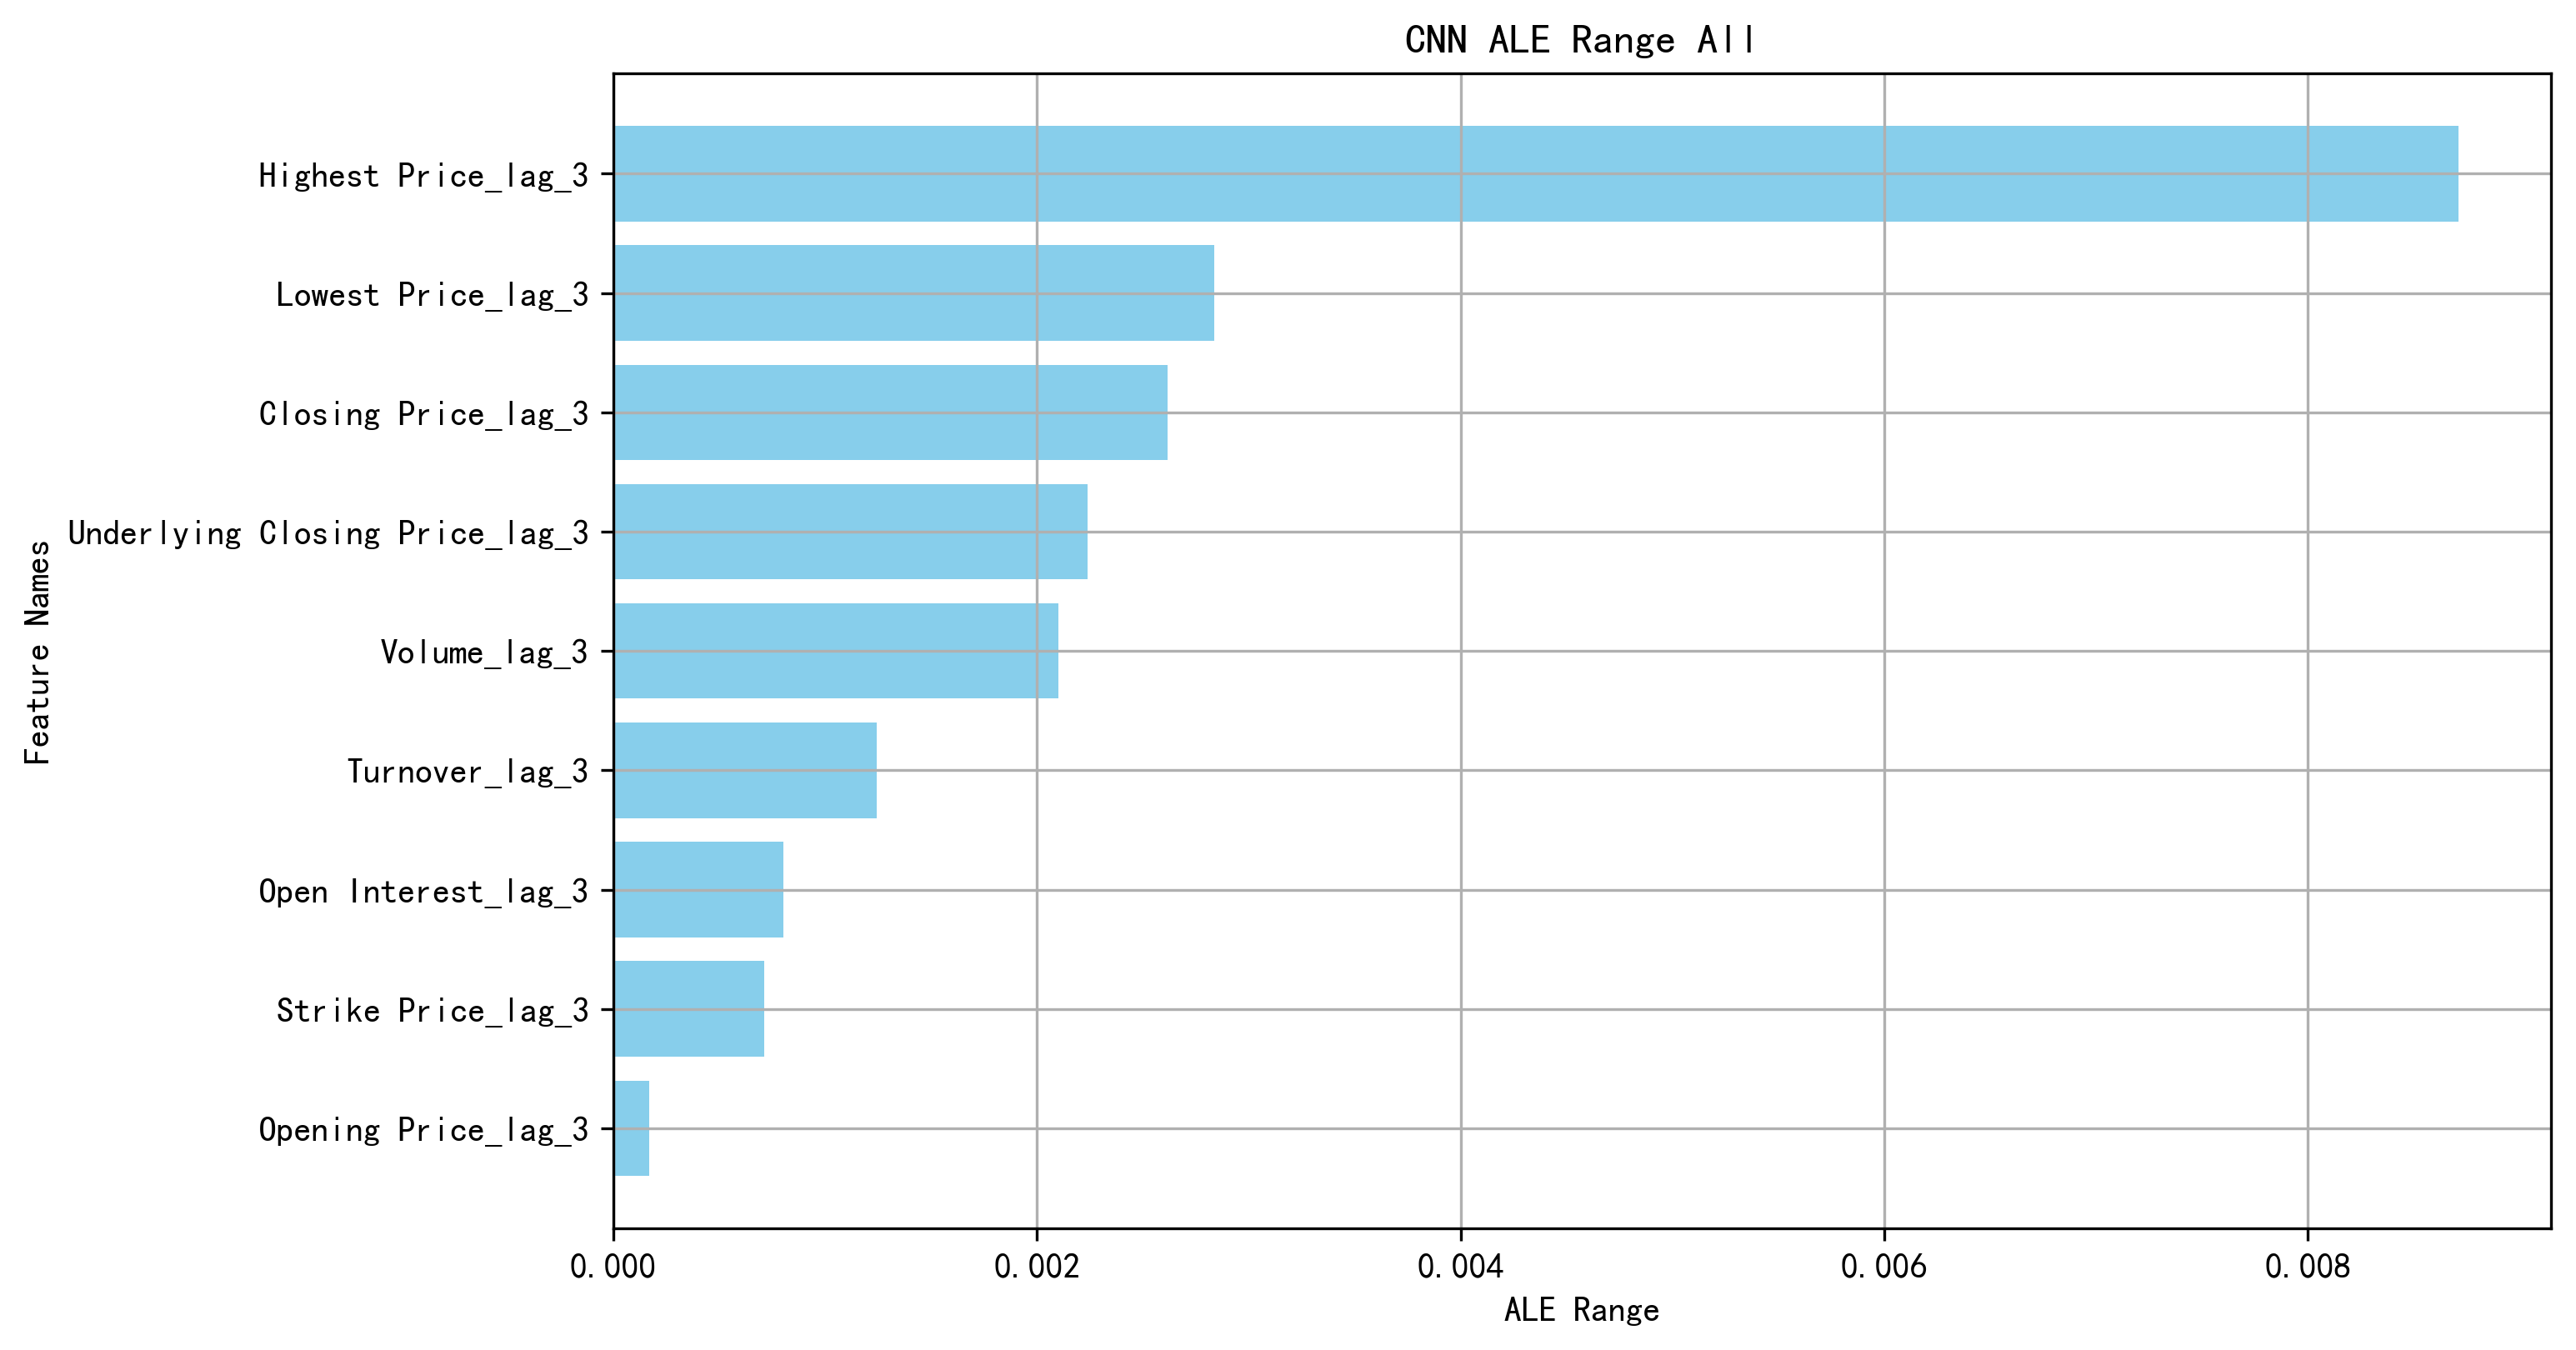 CNN ALE Range All
Highest Price_lag_3
Lowest Price_lag_3
Closing Price_lag_3
Underlying Closing Price_lag_3
Volume_lag_3
Turnover_lag_3
Open Interest_lag_3
Strike Price_lag_3
Opening Price_lag_3
Feature Names
0.000 0.002 0.004 0.006 0.008
ALE Range